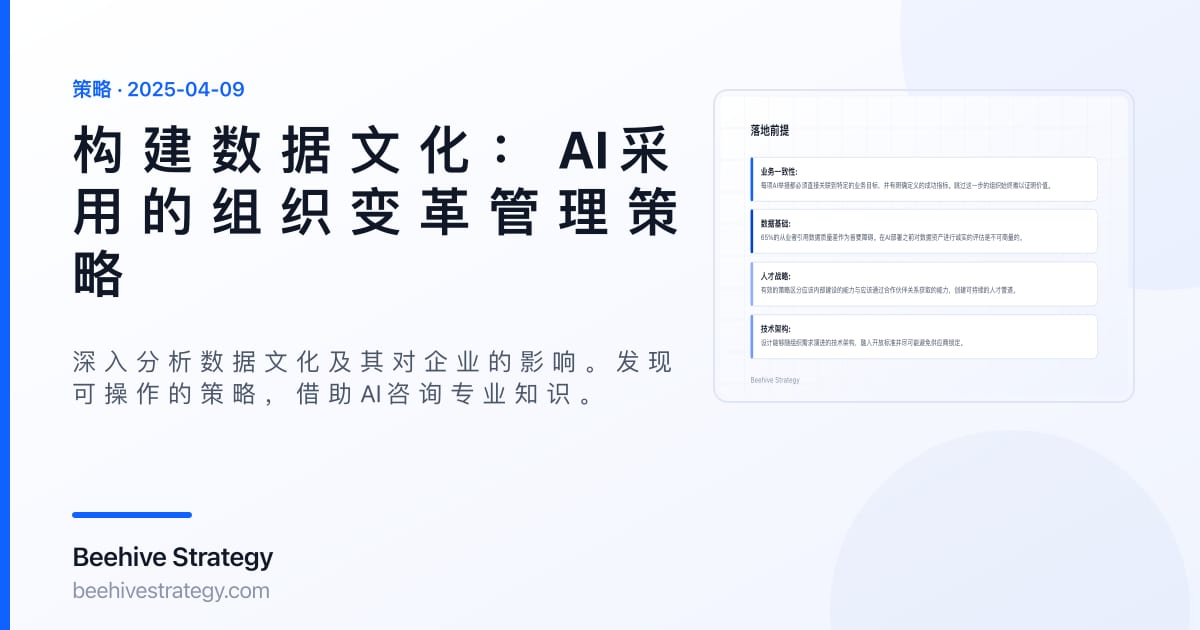 策略 · 2025-04-09
构建数据文化：AI采
用的组织变革管理策
略
深入分析数据文化及其对企业的影响。发现
可操作的策略，借助AI咨询专业知识。
Beehive Strategy
beehivestrategy.com
落地前提
业务一致性:
每项AI举措都必须直接关联到特定的业务目标，并有明确定义的成功指标。跳过这一步的组织始终难以证明价值。
数据基础:
65%的从业者引用数据质量差作为首要障碍。在AI部署之前对数据资产进行诚实的评估是不可商量的。
人才战略:
有效的策略区分应该内部建设的能力与应该通过合作伙伴关系获取的能力，创建可持续的人才管道。
技术架构:
设计能够随组织需求演进的技术架构，融入开放标准并尽可能避免供应商锁定。
Beehive Strategy